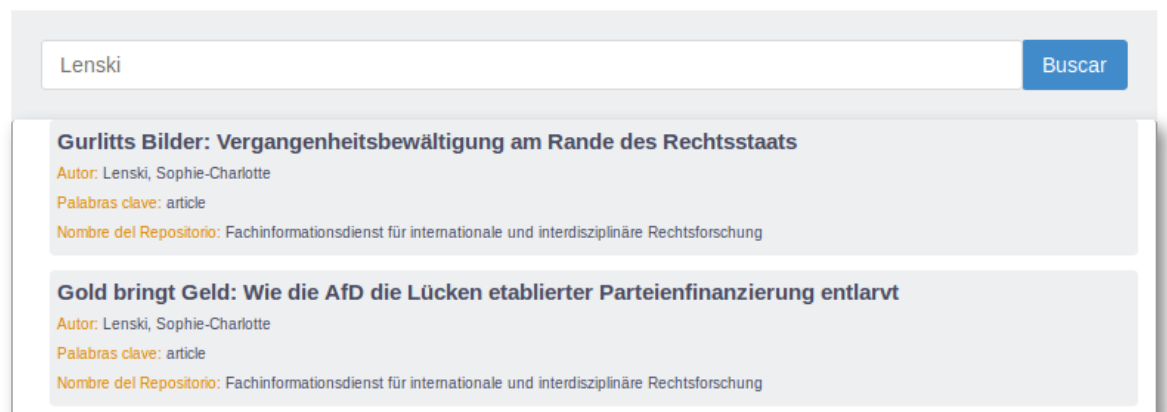 Lenski
Buscar
Gurlitts Bilder: Vergangenheitsbewältigung am Rande des Rechtsstaats
Autor: Lenski, Sophie-Charlotte
Palabras clave: article
Nombre del Repositorio: Fachinformationsdienst für internationale und interdisziplinäre Rechtsforschung
Gold bringt Geld: Wie die AfD die Lücken etablierter Parteienfinanzierung entlarvt
Autor: Lenski, Sophie-Charlotte
Palabras clave: article
Nombre del Repositorio: Fachinformationsdienst für internationale und interdisziplinäre Rechtsforschung